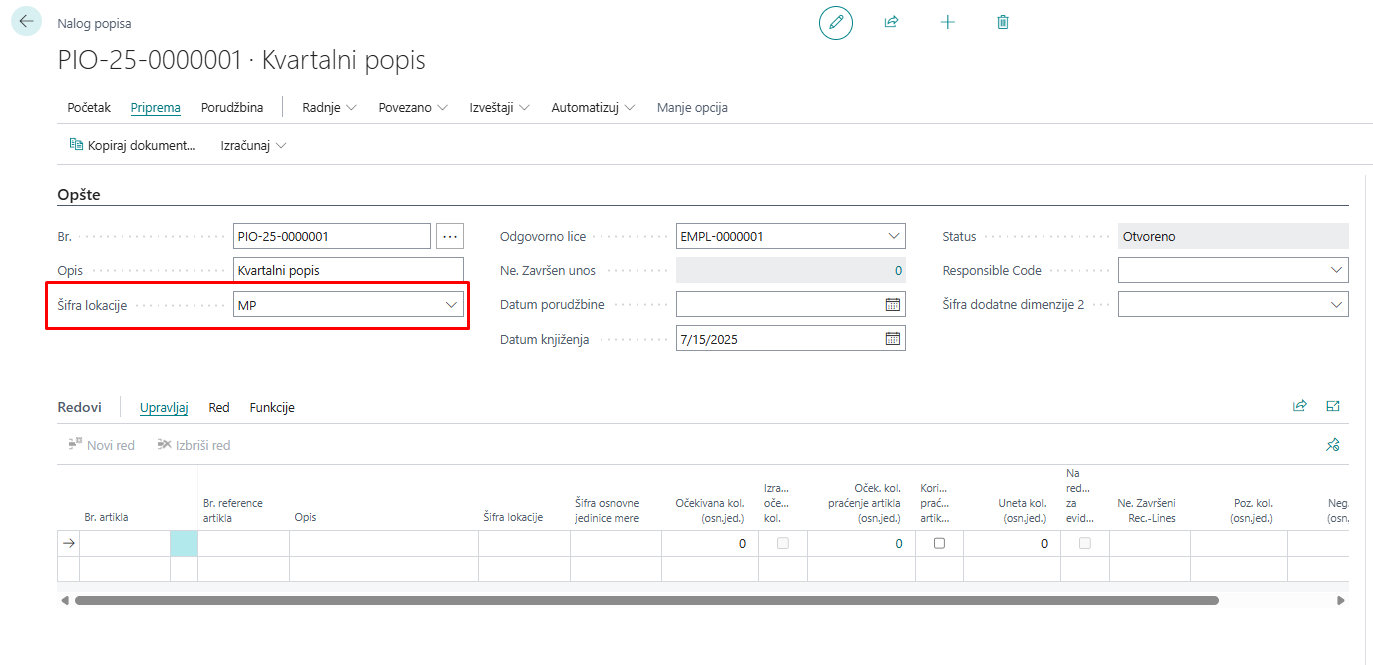 Nalog popisa
PIO-25-0000001 · Kvartalni popis
Početak Priprema Porudžbina Radnje Povezano Izveštaji Automatizuj Manje opcija
Kopiraj dokument... Izračunaj
Opšte
Br. PIO-25-0000001 ...
Opis Kvartalni popis
Šifra lokacije MP
Odgovorno lice EMPL-0000001
Ne. Završen unos 0
Datum porudžbine
Datum knjiženja 7/15/2025
Status Otvoreno
Responsible Code
Šifra dodatne dimenzije 2
Redovi Upravljaj Red Funkcije
Novi red Izbriši red
Br. artikla
Br. reference
artikla
Opis
Šifra lokacije
Šifra osnovne
jedinice mere
Očekivana kol.
(osn.jed.)
Izra...
oče...
kol.
Oček. kol.
praćenje artikla
(osn.jed.)
Kori...
prać...
artik...
Uneta kol.
(osn.jed.)
Na
red...
za
evid...
Ne. Završeni
Rec.-Lines
Poz. kol.
(osn.jed.)
Neg.
(osn.
0 0 0